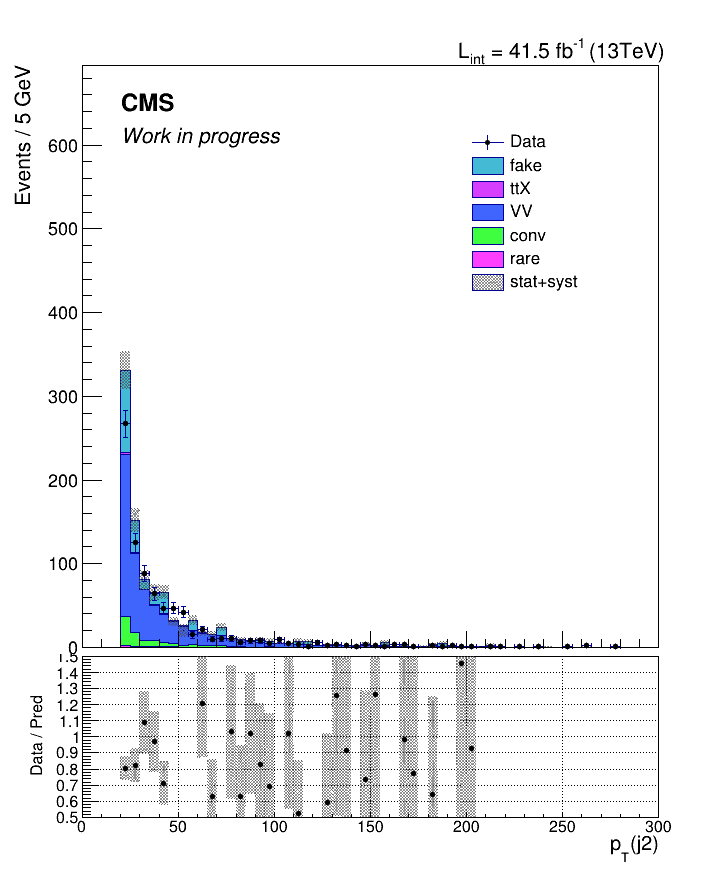 L_int = 41.5 fb^-1 (13TeV)
Events / 5 GeV
CMS
Work in progress
Data
fake
ttX
VV
conv
rare
stat+syst
600
500
400
300
200
100
0
Data / Pred
1.5
1.4
1.3
1.2
1.1
1
0.9
0.8
0.7
0.6
0.5
0 50 100 150 200 250 300
p_T(j2)